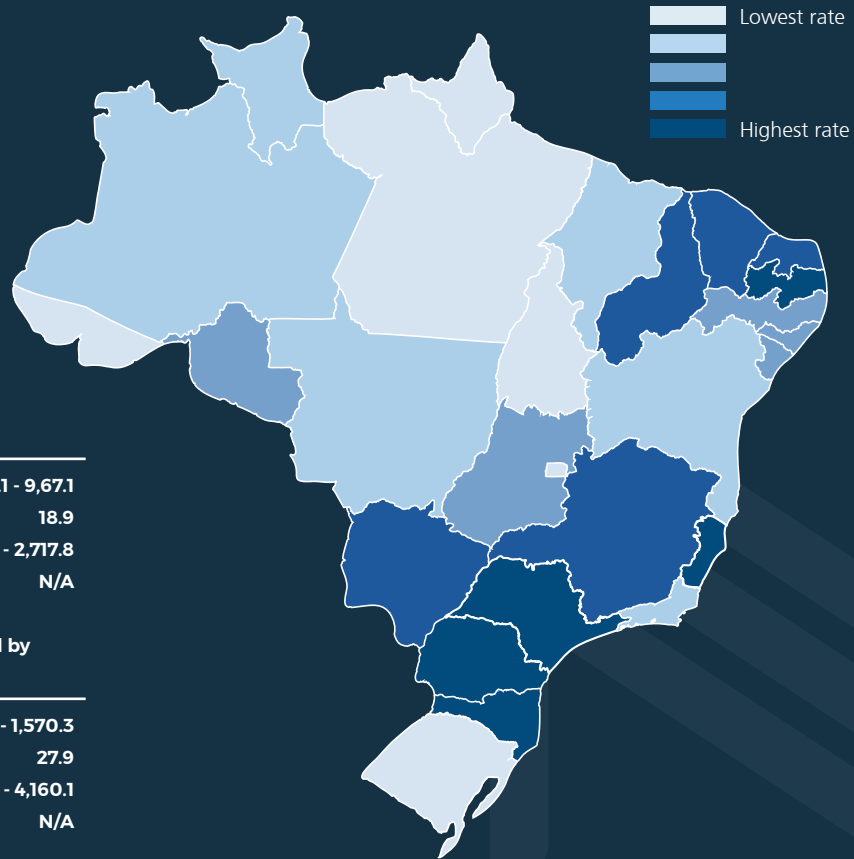 Lowest rate
Highest rate
.1 - 9,67.1
18.9
- 2,717.8
N/A
l by
- 1,570.3
27.9
- 4,160.1
N/A